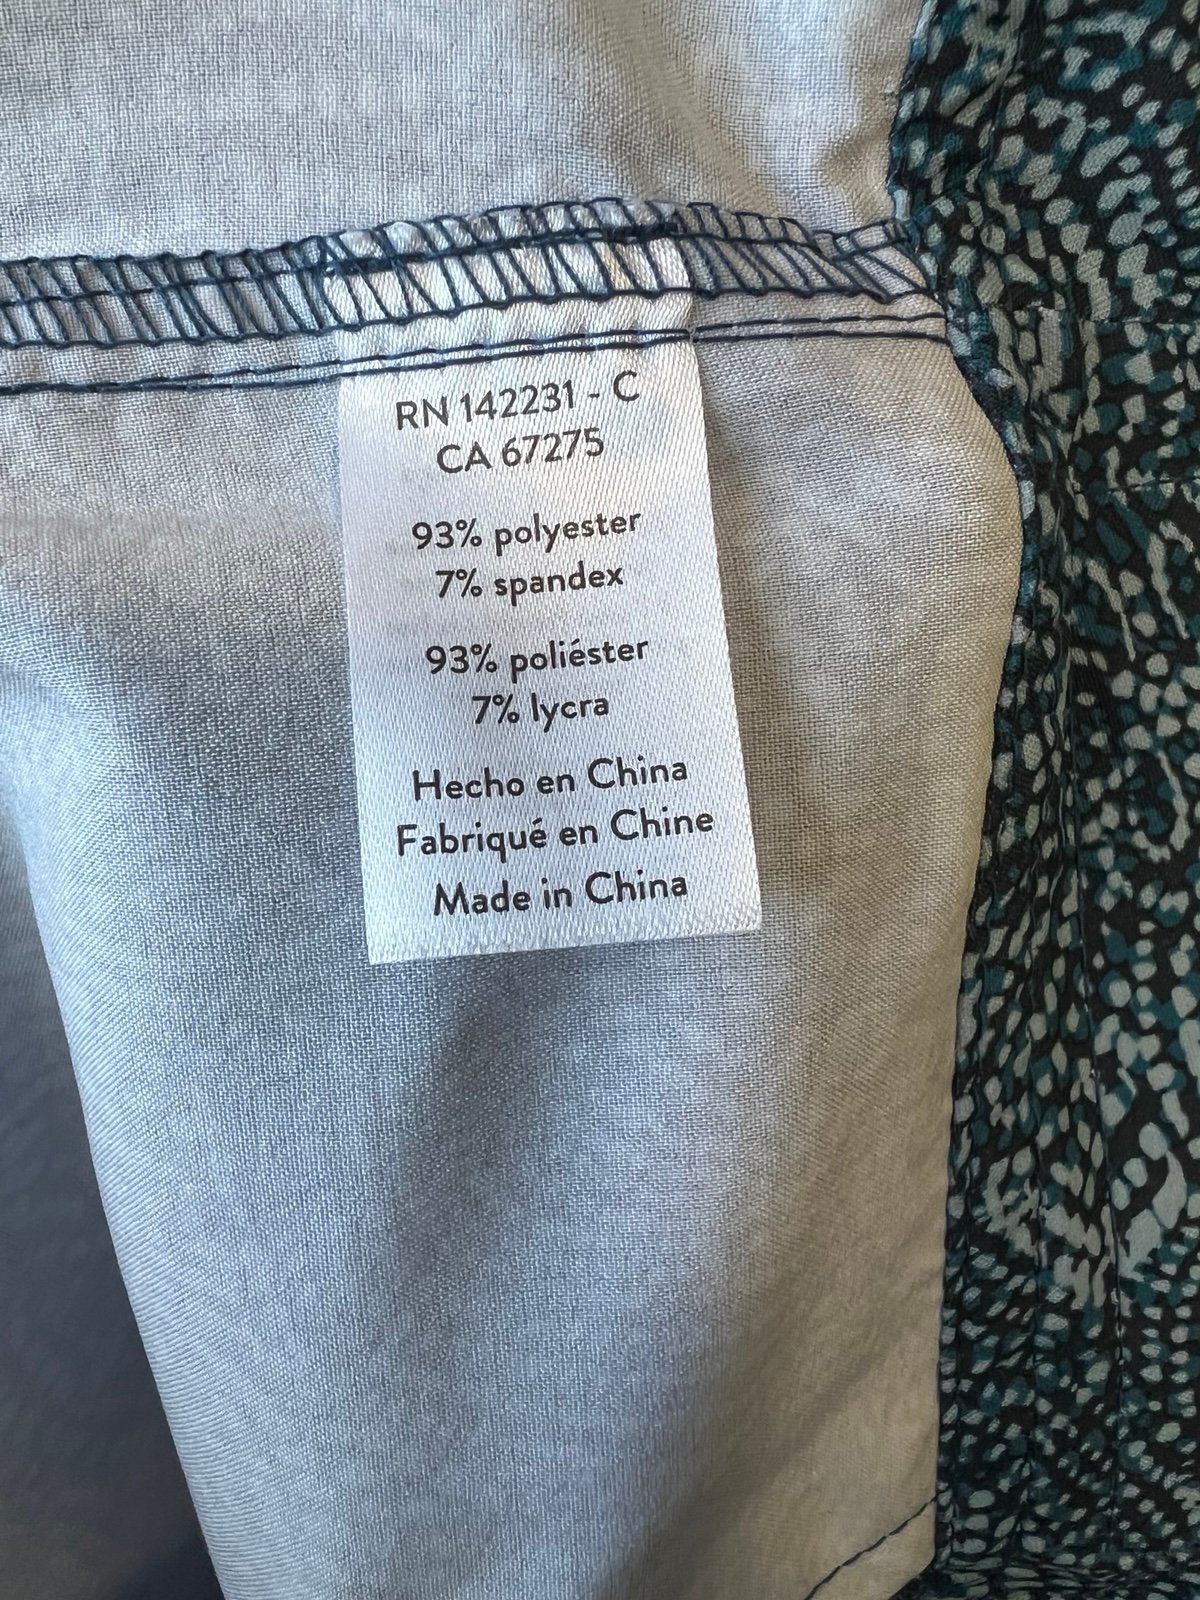 RN 142231 - C
CA 67275
93% polyester
7% spandex
93% poliéster
7% lycra
Hecho en China
Fabriqué en Chine
Made in China